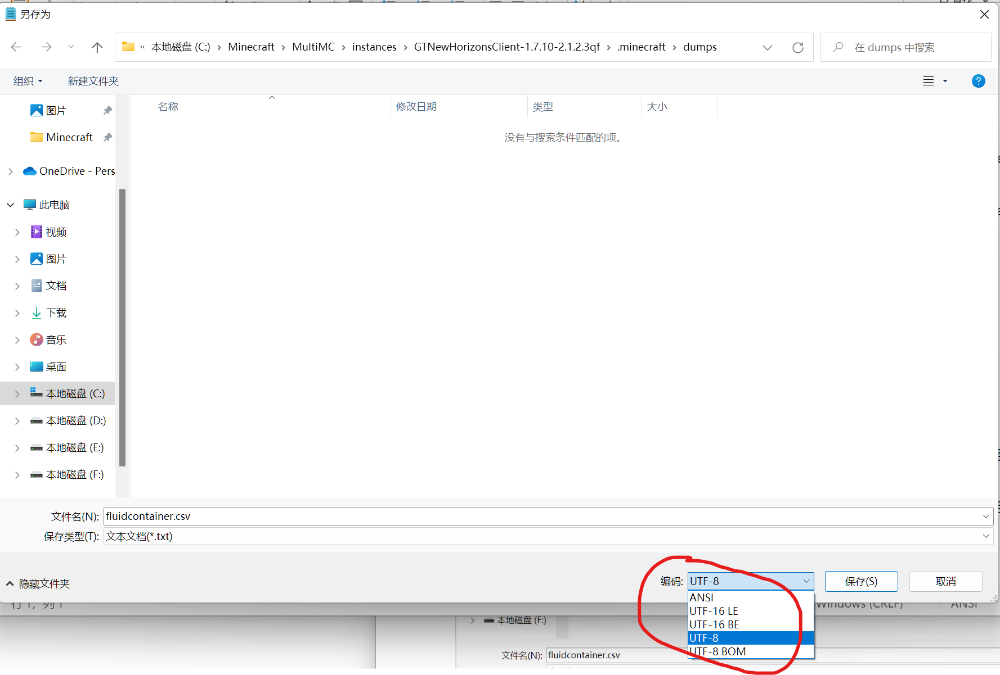 另存为
« 本地磁盘 (C:) › Minecraft › MultiMC › instances › GTNewHorizonsClient-1.7.10-2.1.2.3qf › .minecraft › dumps
在 dumps 中搜索
组织
新建文件夹
?
名称
修改日期
类型
大小
没有与搜索条件匹配的项。
图片
Minecraft
OneDrive - Pers
此电脑
视频
图片
文档
下载
音乐
桌面
本地磁盘 (C:)
本地磁盘 (D:)
本地磁盘 (E:)
本地磁盘 (F:)
文件名(N): fluidcontainer.csv
保存类型(T): 文本文档(*.txt)
隐藏文件夹
编码: UTF-8
保存(S)
取消
ANSI
UTF-16 LE
UTF-16 BE
UTF-8
UTF-8 BOM
行 1，列 1
Windows (CRLF)
ANSI
本地磁盘 (F:)
文件名(N): fluidcontainer.csv